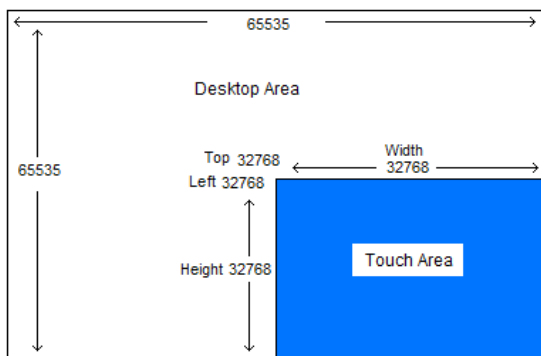 65535
Desktop Area
65535
Top 32768
Left 32768
Width
32768
Height 32768
Touch Area